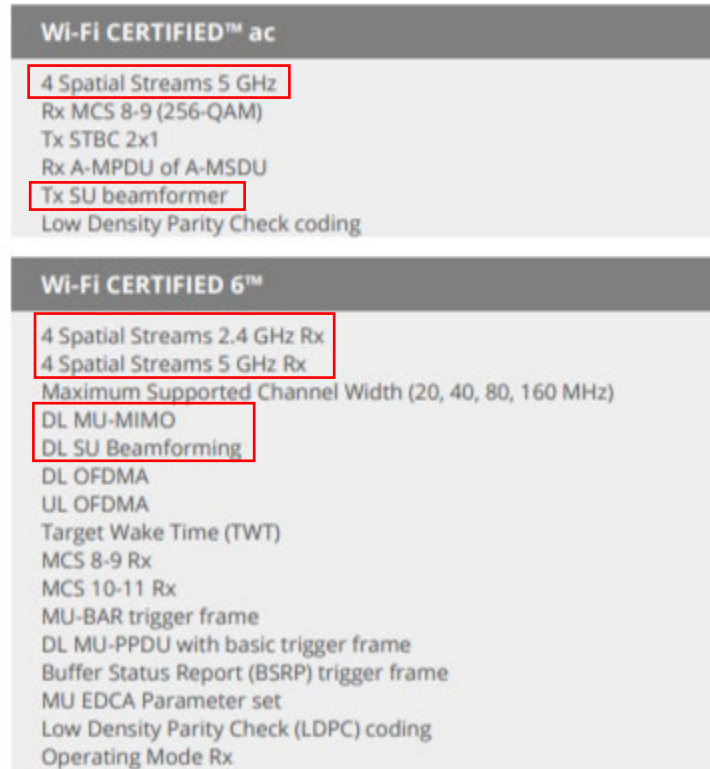 Wi-Fi CERTIFIED™ ac
4 Spatial Streams 5 GHz
Rx MCS 8-9 (256-QAM)
Tx STBC 2x1
Rx A-MPDU of A-MSDU
Tx SU beamformer
Low Density Parity Check coding
Wi-Fi CERTIFIED 6™
4 Spatial Streams 2.4 GHz Rx
4 Spatial Streams 5 GHz Rx
Maximum Supported Channel Width (20, 40, 80, 160 MHz)
DL MU-MIMO
DL SU Beamforming
DL OFDMA
UL OFDMA
Target Wake Time (TWT)
MCS 8-9 Rx
MCS 10-11 Rx
MU-BAR trigger frame
DL MU-PPDU with basic trigger frame
Buffer Status Report (BSRP) trigger frame
MU EDCA Parameter set
Low Density Parity Check (LDPC) coding
Operating Mode Rx